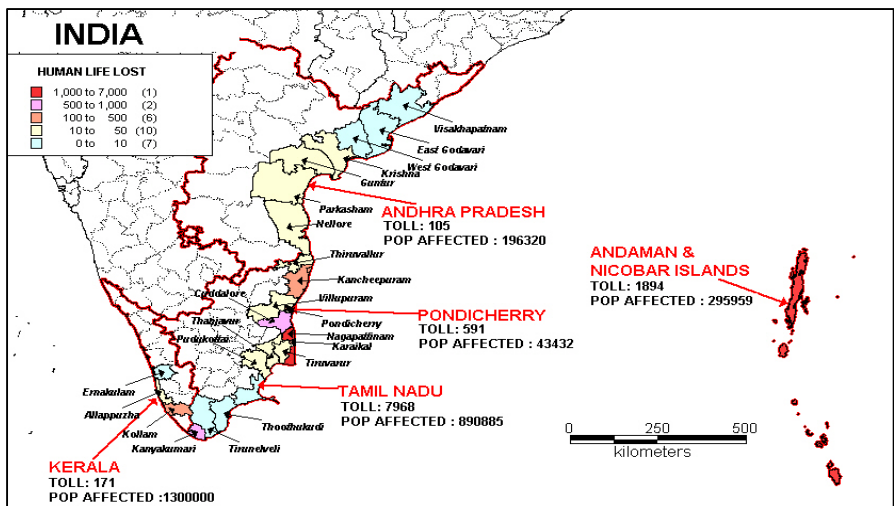 INDIA
HUMAN LIFE LOST
1,000 to 7,000 (1)
500 to 1,000 (2)
100 to 500 (6)
10 to 50 (10)
0 to 10 (7)
Visakhapatnam
East Godavari
West Godavari
Krishna
Guntur
Parkasham
ANDHRA PRADESH
TOLL: 105
POP AFFECTED : 196320
Nellore
Thiruvallur
Kancheepuram
Cuddalore
Villupuram
Thanjavur
Pondicherry
PONDICHERRY
TOLL: 591
POP AFFECTED : 43432
Pudukottai
Nagapattinam
Karaikal
Tiruvarur
ANDAMAN &
NICOBAR ISLANDS
TOLL: 1894
POP AFFECTED : 295959
Ernakulam
TAMIL NADU
TOLL: 7968
POP AFFECTED : 890885
Allappuzha
Kollam
Thoothukudi
Kanyakumari
Tirunelveli
KERALA
TOLL: 171
POP AFFECTED :1300000
0 250 500
kilometers